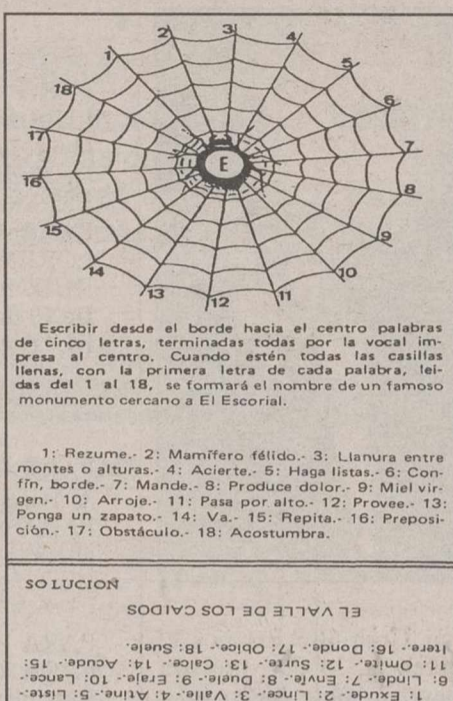 1
2
3
4
5
6
7
8
9
10
11
12
13
14
15
16
17
18
E
Escribir desde el borde hacia el centro palabras
de cinco letras, terminadas todas por la vocal im-
presa al centro. Cuando estén todas las casillas
llenas, con la primera letra de cada palabra, leí-
das del 1 al 18, se formará el nombre de un famoso
monumento cercano a El Escorial.
1: Rezume.- 2: Mamífero félido.- 3: Llanura entre
montes o alturas.- 4: Acierte.- 5: Haga listas.- 6: Con-
fín, borde.- 7: Mande.- 8: Produce dolor.- 9: Miel vir-
gen.- 10: Arroje.- 11: Pasa por alto.- 12: Provee.- 13:
Ponga un zapato.- 14: Va.- 15: Repita.- 16: Preposi-
ción.- 17: Obstáculo.- 18: Acostumbra.
SOLUCION
EL VALLE DE LOS CAIDOS
1: Exude.- 2: Lince.- 3: Valle.- 4: Atine.- 5: Liste.-
6: Linde.- 7: Envíe.- 8: Duele.- 9: Eraje.- 10: Lance.-
11: Omite.- 12: Surte.- 13: Calce.- 14: Acude.- 15:
Itere.- 16: Donde.- 17: Obice.- 18: Suele.